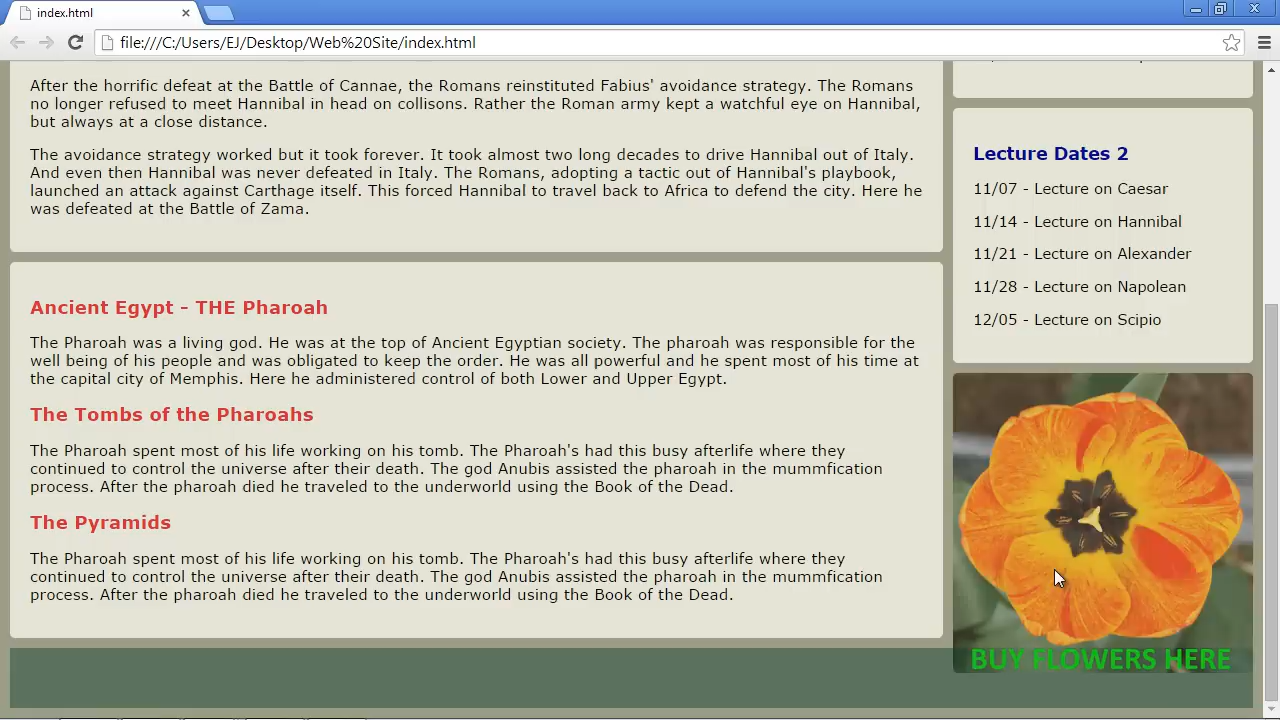 index.html
file:///C:/Users/EJ/Desktop/Web%20Site/index.html
After the horrific defeat at the Battle of Cannae, the Romans reinstituted Fabius' avoidance strategy. The Romans
no longer refused to meet Hannibal in head on collisons. Rather the Roman army kept a watchful eye on Hannibal,
but always at a close distance.
The avoidance strategy worked but it took forever. It took almost two long decades to drive Hannibal out of Italy.
And even then Hannibal was never defeated in Italy. The Romans, adopting a tactic out of Hannibal's playbook,
launched an attack against Carthage itself. This forced Hannibal to travel back to Africa to defend the city. Here he
was defeated at the Battle of Zama.
Ancient Egypt - THE Pharoah
The Pharoah was a living god. He was at the top of Ancient Egyptian society. The pharoah was responsible for the
well being of his people and was obligated to keep the order. He was all powerful and he spent most of his time at
the capital city of Memphis. Here he administered control of both Lower and Upper Egypt.
The Tombs of the Pharoahs
The Pharoah spent most of his life working on his tomb. The Pharoah's had this busy afterlife where they
continued to control the universe after their death. The god Anubis assisted the pharoah in the mummfication
process. After the pharoah died he traveled to the underworld using the Book of the Dead.
The Pyramids
The Pharoah spent most of his life working on his tomb. The Pharoah's had this busy afterlife where they
continued to control the universe after their death. The god Anubis assisted the pharoah in the mummfication
process. After the pharoah died he traveled to the underworld using the Book of the Dead.
Lecture Dates 2
11/07 - Lecture on Caesar
11/14 - Lecture on Hannibal
11/21 - Lecture on Alexander
11/28 - Lecture on Napolean
12/05 - Lecture on Scipio
BUY FLOWERS HERE